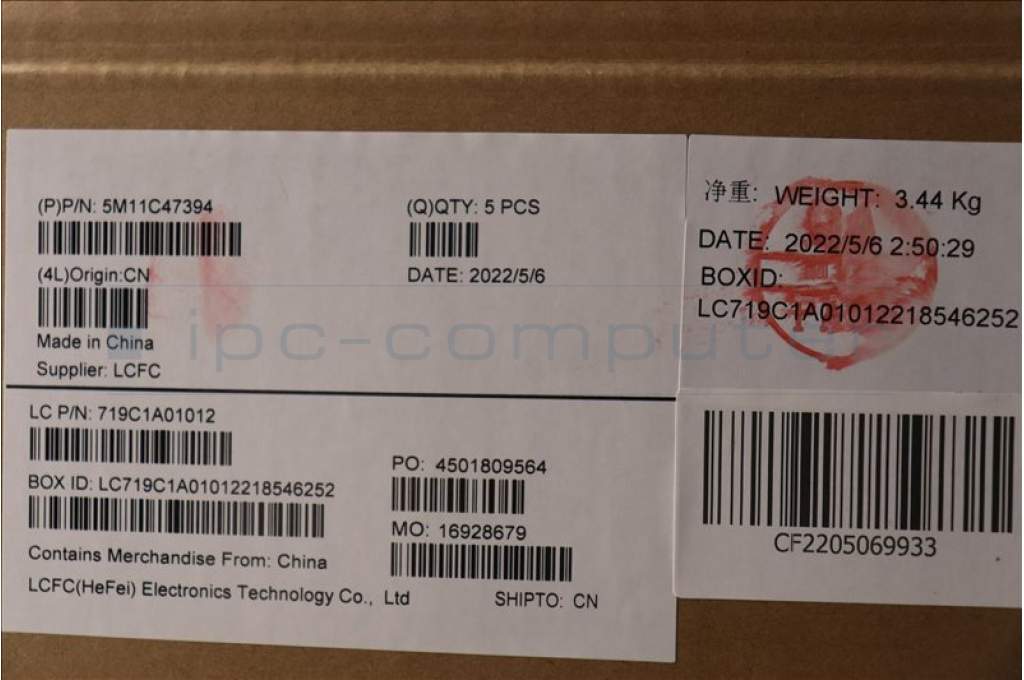 (P)P/N: 5M11C47394
(Q)QTY: 5 PCS
(4L)Origin:CN
DATE: 2022/5/6
Made in China
Supplier: LCFC
净重: WEIGHT: 3.44 Kg
DATE: 2022/5/6 2:50:29
BOXID:
LC719C1A01012218546252
ipc-computer
LC P/N: 719C1A01012
BOX ID: LC719C1A01012218546252
PO: 4501809564
MO: 16928679
Contains Merchandise From: China
LCFC(HeFei) Electronics Technology Co., Ltd
SHIPTO: CN
CF2205069933